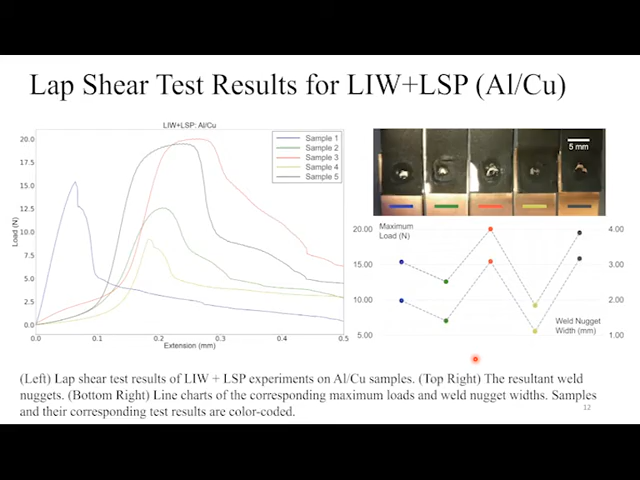 Lap Shear Test Results for LIW+LSP (Al/Cu)
LIW+LSP: Al/Cu
Sample 1
Sample 2
Sample 3
Sample 4
Sample 5
20.0
17.5
15.0
12.5
10.0
7.5
5.0
2.5
0.0
Load (N)
0.0 0.1 0.2 0.3 0.4 0.5
Extension (mm)
5 mm
20.00 Maximum 4.00
Load (N)
15.00 3.00
10.00 2.00
Weld Nugget
5.00 Width (mm) 1.00
(Left) Lap shear test results of LIW + LSP experiments on Al/Cu samples. (Top Right) The resultant weld
nuggets. (Bottom Right) Line charts of the corresponding maximum loads and weld nugget widths. Samples
and their corresponding test results are color-coded.
12